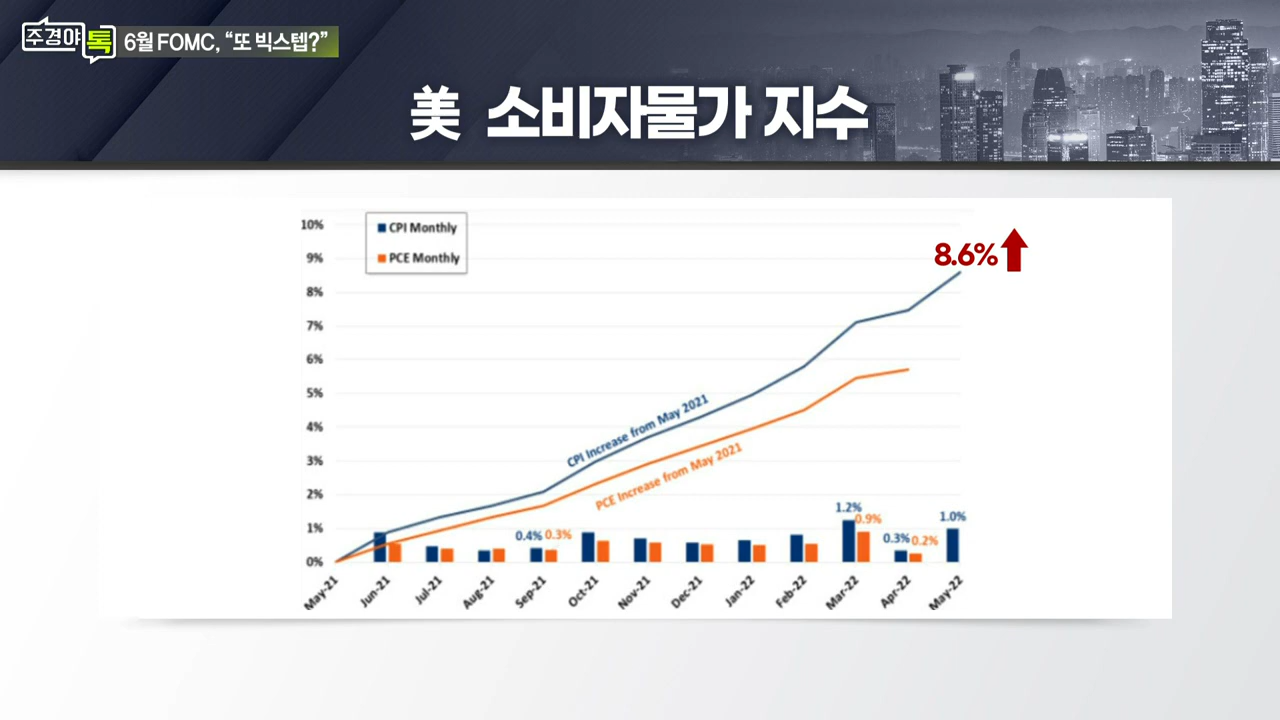 주경야톡 6월 FOMC, “또 빅스텝?”
美 소비자물가 지수
10%
9%
8%
7%
6%
5%
4%
3%
2%
1%
0%
CPI Monthly
PCE Monthly
8.6%
CPI Increase from May 2021
PCE Increase from May 2021
0.4% 0.3%
1.2%
0.9%
0.3% 0.2%
1.0%
May-21 Jun-21 Jul-21 Aug-21 Sep-21 Oct-21 Nov-21 Dec-21 Jan-22 Feb-22 Mar-22 Apr-22 May-22